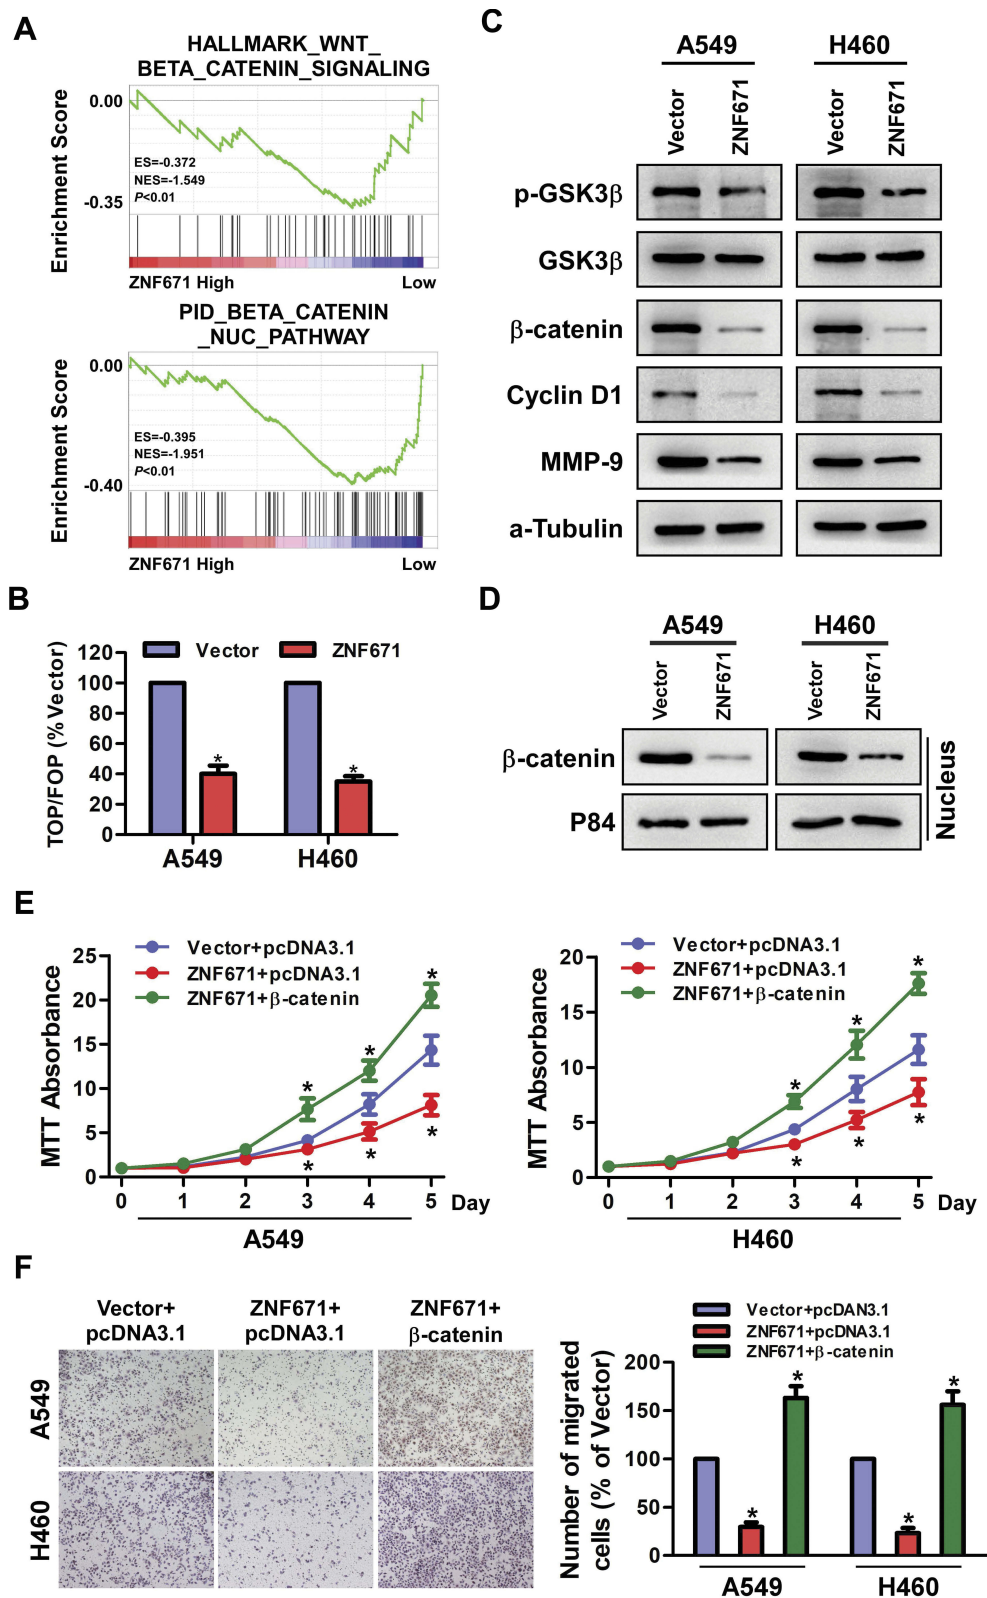 A
HALLMARK_WNT_
BETA_CATENIN_SIGNALING
Enrichment Score
0.00
-0.35
ES=-0.372
NES=-1.549
P<0.01
ZNF671 High
Low
PID_BETA_CATENIN
_NUC_PATHWAY
Enrichment Score
0.00
-0.40
ES=-0.395
NES=-1.951
P<0.01
ZNF671 High
Low
B
TOP/FOP (% Vector)
120
100
80
60
40
20
0
Vector
ZNF671
*
*
A549
H460
C
A549
H460
Vector
ZNF671
Vector
ZNF671
p-GSK3β
GSK3β
β-catenin
Cyclin D1
MMP-9
a-Tubulin
D
A549
H460
Vector
ZNF671
Vector
ZNF671
β-catenin
P84
Nucleus
E
Vector+pcDNA3.1
ZNF671+pcDNA3.1
ZNF671+β-catenin
MTT Absorbance
25
20
15
10
5
0
* * *
* * *
0 1 2 3 4 5 Day
A549
Vector+pcDNA3.1
ZNF671+pcDNA3.1
ZNF671+β-catenin
MTT Absorbance
20
15
10
5
0
* * *
* * *
0 1 2 3 4 5 Day
H460
F
Vector+
pcDNA3.1
ZNF671+
pcDNA3.1
ZNF671+
β-catenin
A549
H460
Vector+pcDAN3.1
ZNF671+pcDNA3.1
ZNF671+β-catenin
Number of migrated
cells (% of Vector)
200
150
100
50
0
* *
* *
A549
H460